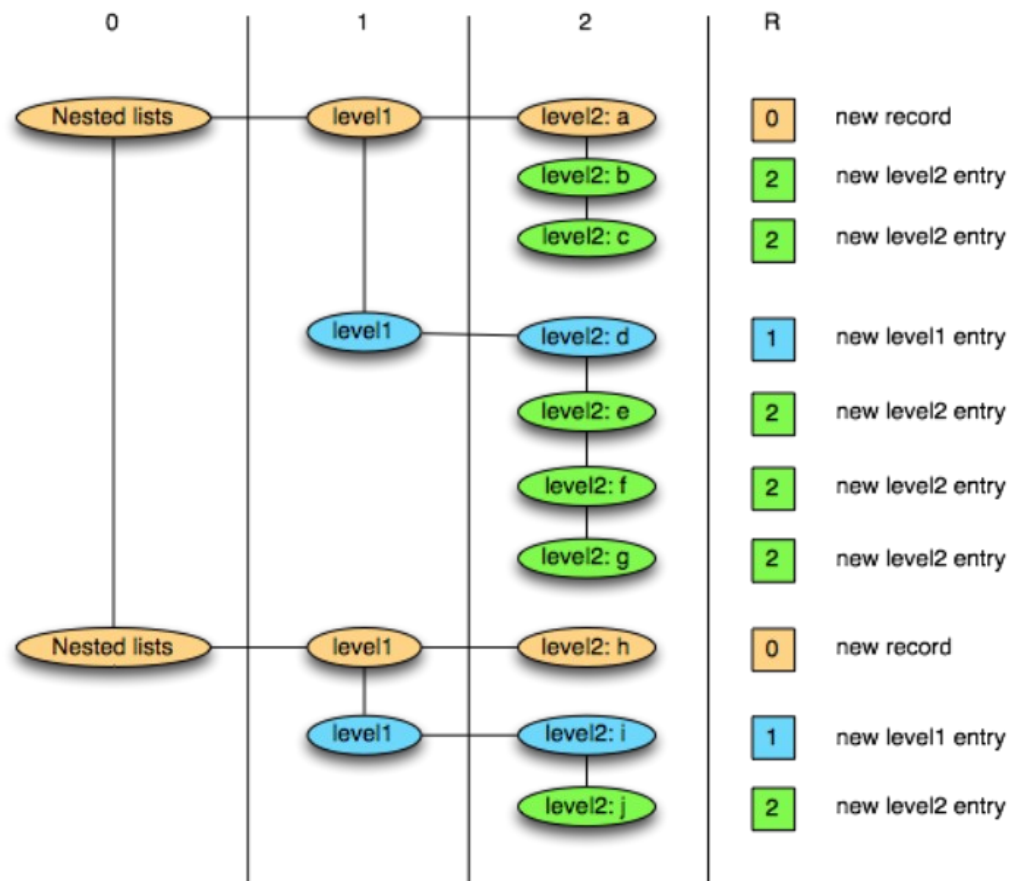 0 1 2 R
Nested lists level1 level2: a 0 new record
level2: b 2 new level2 entry
level2: c 2 new level2 entry
level1 level2: d 1 new level1 entry
level2: e 2 new level2 entry
level2: f 2 new level2 entry
level2: g 2 new level2 entry
Nested lists level1 level2: h 0 new record
level1 level2: i 1 new level1 entry
level2: j 2 new level2 entry